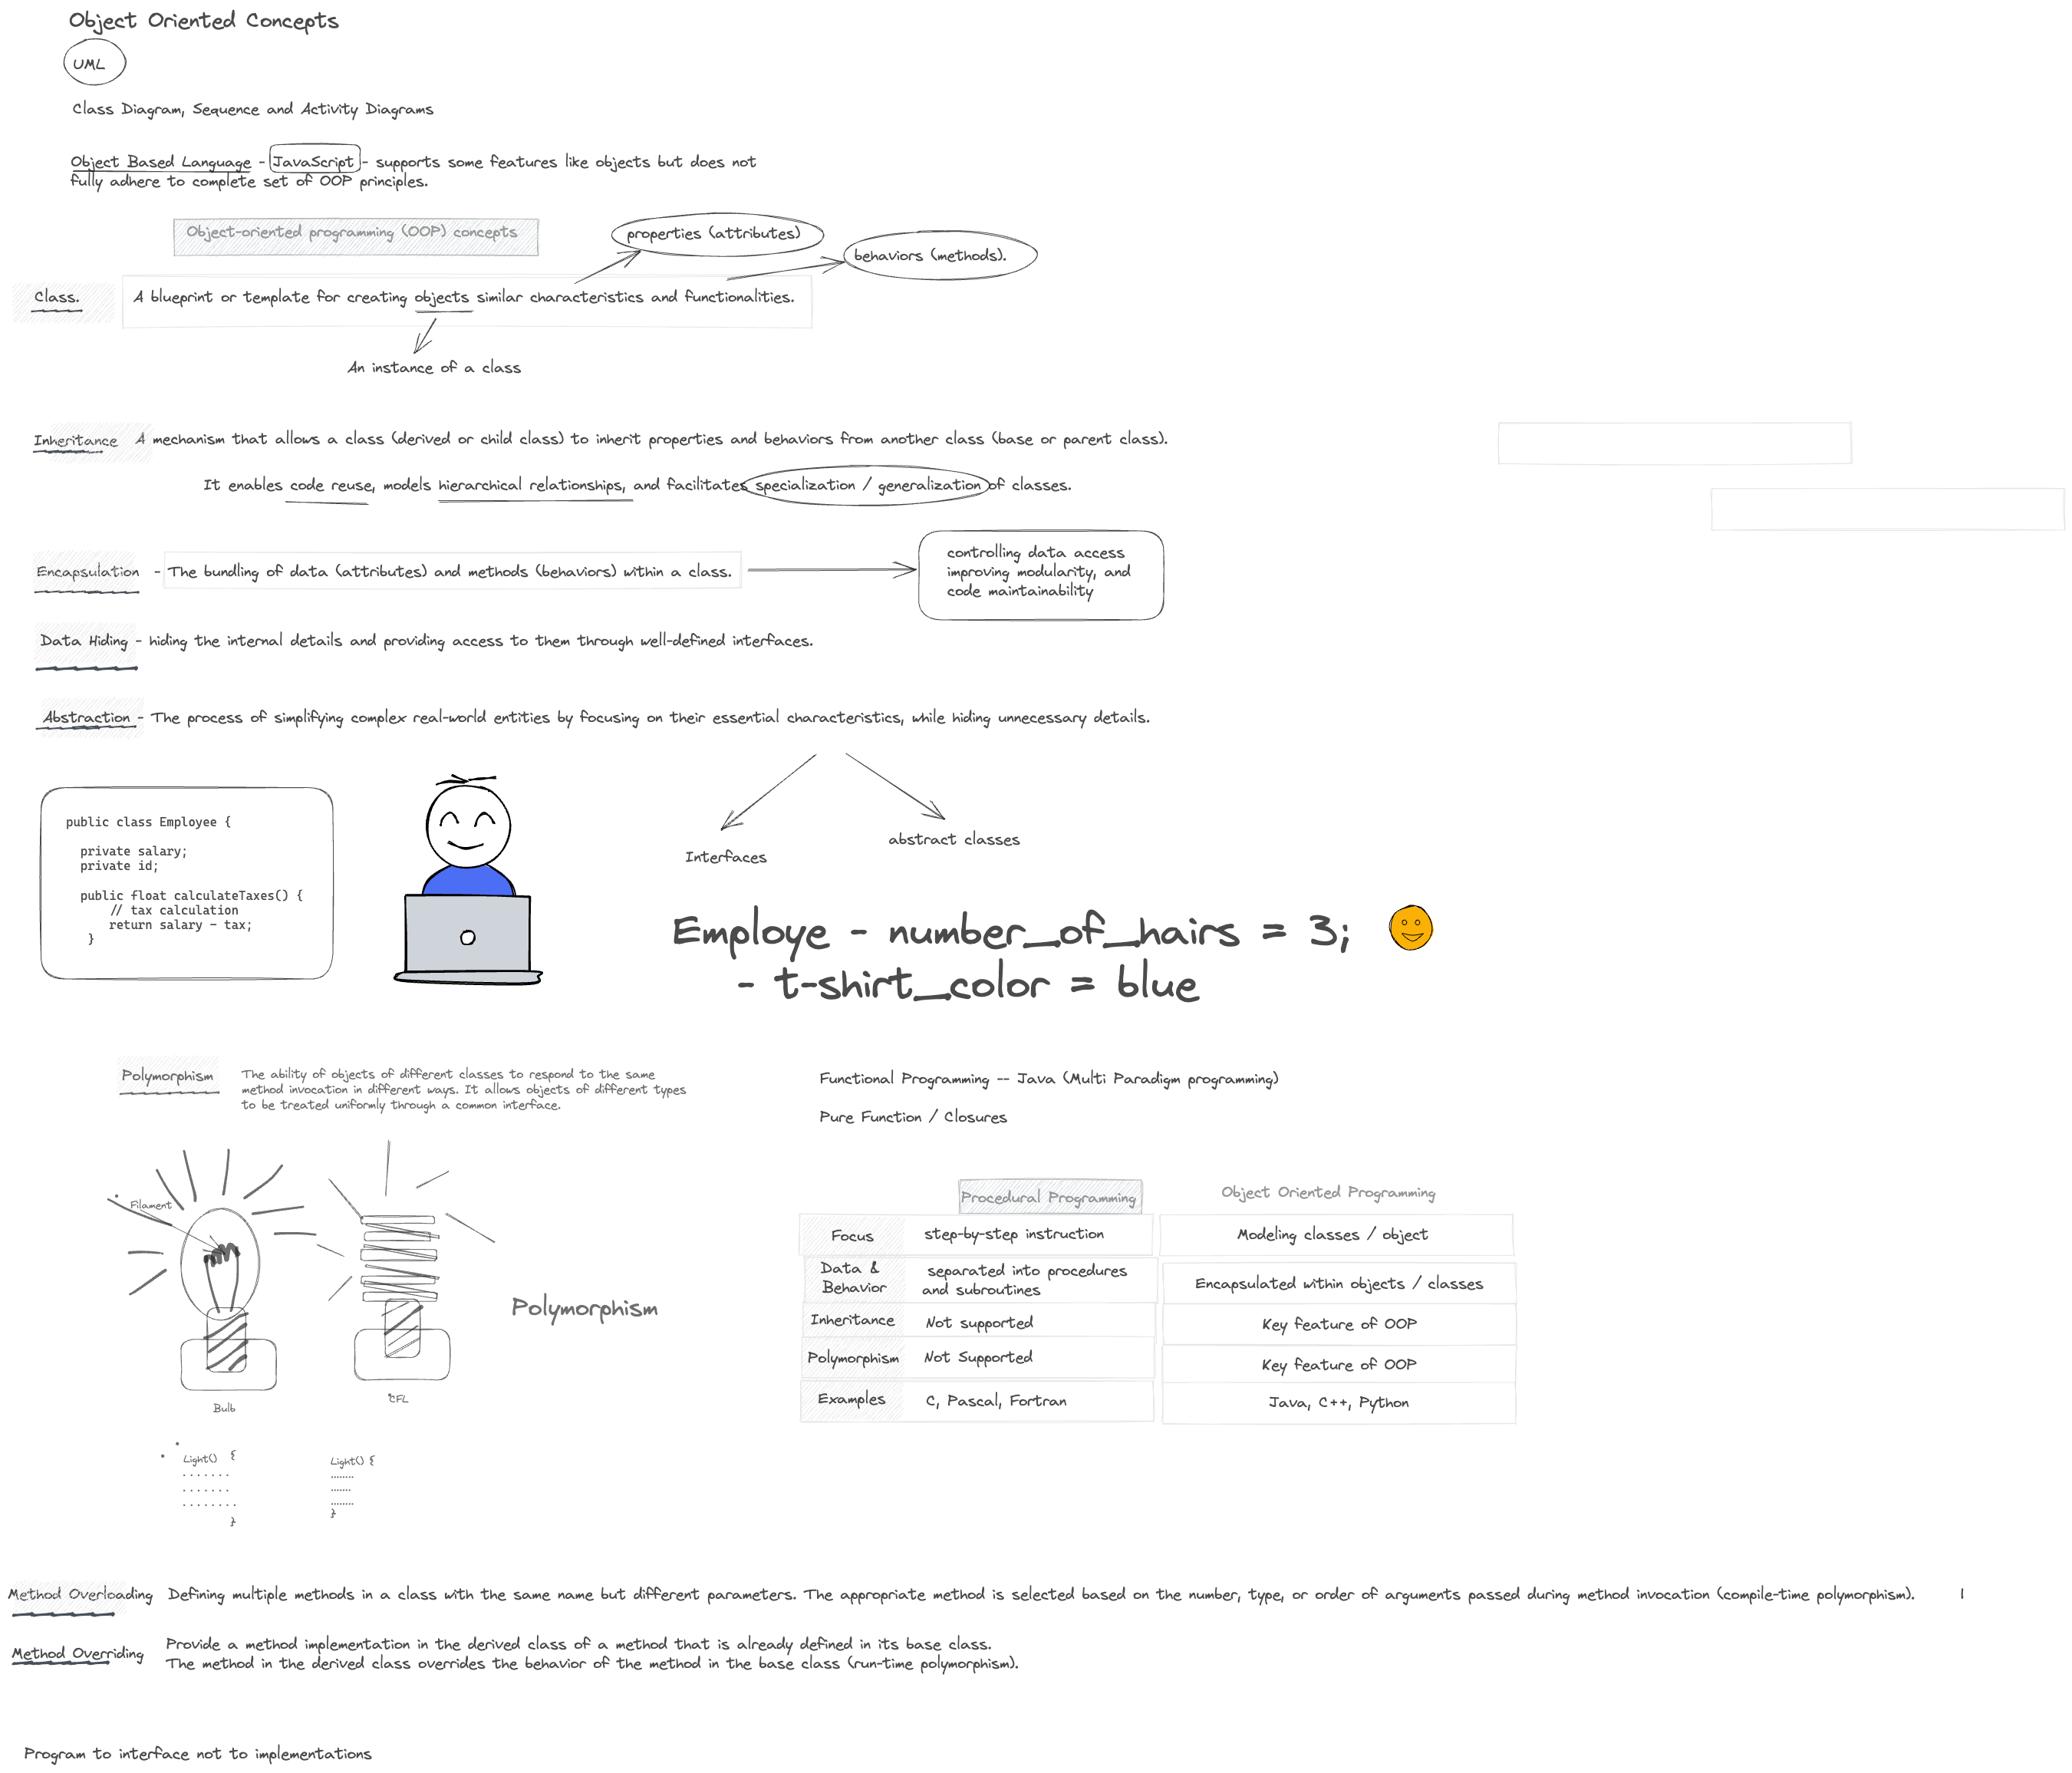 Object Oriented Concepts
UML
Class Diagram, Sequence and Activity Diagrams
Object Based Language - JavaScript - supports some features like objects but does not
fully adhere to complete set of OOP principles.
Object-oriented programming (OOP) concepts
properties (attributes)
behaviors (methods).
Class.
A blueprint or template for creating objects similar characteristics and functionalities.
An instance of a class
Inheritance
A mechanism that allows a class (derived or child class) to inherit properties and behaviors from another class (base or parent class).
It enables code reuse, models hierarchical relationships, and facilitates specialization / generalization of classes.
Encapsulation - The bundling of data (attributes) and methods (behaviors) within a class.
controlling data access
improving modularity, and
code maintainability
Data Hiding - hiding the internal details and providing access to them through well-defined interfaces.
Abstraction - The process of simplifying complex real-world entities by focusing on their essential characteristics, while hiding unnecessary details.
Interfaces
abstract classes
public class Employee {
private salary;
private id;
public float calculateTaxes() {
// tax calculation
return salary - tax;
}
Employe - number_of_hairs = 3;
- t-shirt_color = blue
Polymorphism
The ability of objects of different classes to respond to the same
method invocation in different ways. It allows objects of different types
to be treated uniformly through a common interface.
Functional Programming -- Java (Multi Paradigm programming)
Pure Function / Closures
Filament
Bulb
CFL
Polymorphism
Light() {
.......
.......
........
}
Light() {
........
.......
........
}
Procedural Programming
Object Oriented Programming
Focus
step-by-step instruction
Modeling classes / object
Data &
Behavior
separated into procedures
and subroutines
Encapsulated within objects / classes
Inheritance
Not supported
Key feature of OOP
Polymorphism
Not Supported
Key feature of OOP
Examples
C, Pascal, Fortran
Java, C++, Python
Method Overloading
Defining multiple methods in a class with the same name but different parameters. The appropriate method is selected based on the number, type, or order of arguments passed during method invocation (compile-time polymorphism).
Method Overriding
Provide a method implementation in the derived class of a method that is already defined in its base class.
The method in the derived class overrides the behavior of the method in the base class (run-time polymorphism).
Program to interface not to implementations